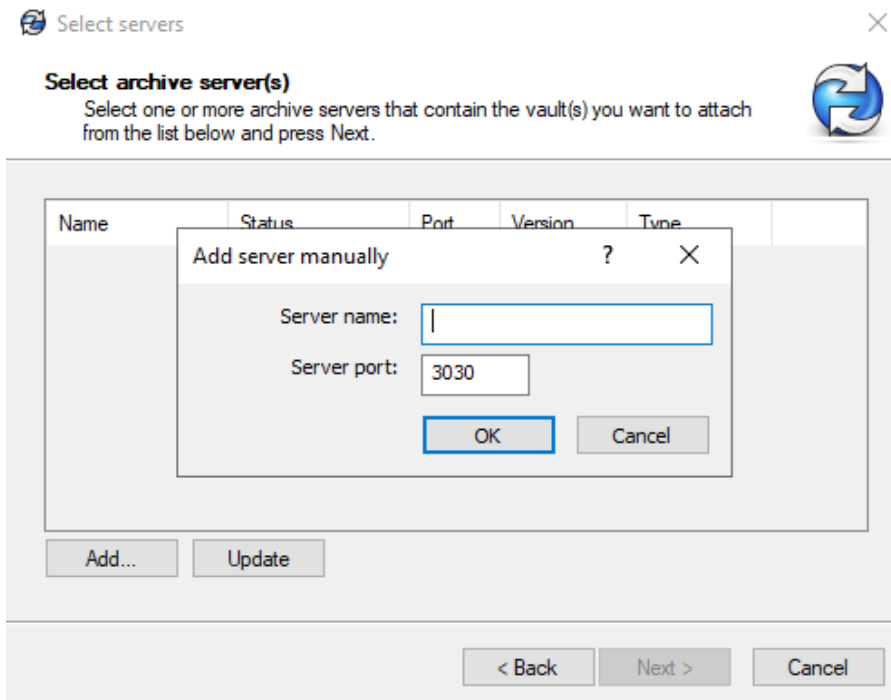 Select servers
Select archive server(s)
Select one or more archive servers that contain the vault(s) you want to attach
from the list below and press Next.
Name Status Port Version Type
Add server manually ?
Server name:
Server port: 3030
OK Cancel
Add... Update
< Back Next > Cancel